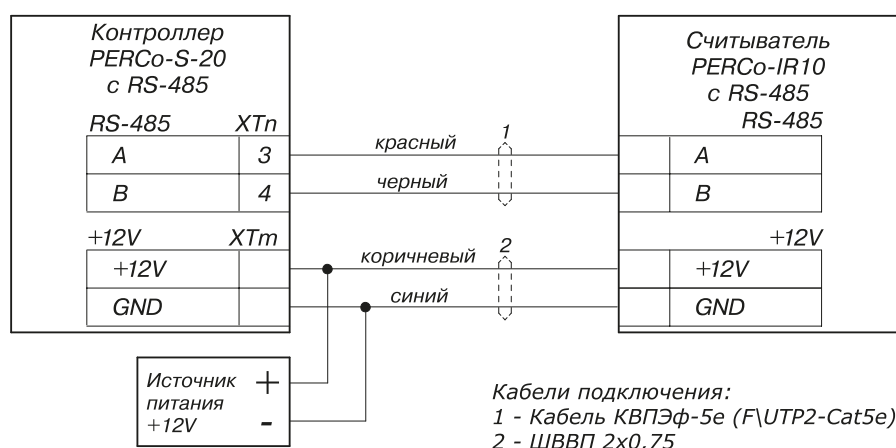 Контроллер
PERCo-S-20
с RS-485
RS-485 XTn
A 3
B 4
+12V XTm
+12V
GND
красный
1
черный
коричневый
2
синий
Считыватель
PERCo-IR10
с RS-485
RS-485
A
B
+12V
+12V
GND
Источник +
питания
+12V -
Кабели подключения:
1 - Кабель КВПЭф-5е (F\UTP2-Cat5e)
2 - ШВВП 2х0,75